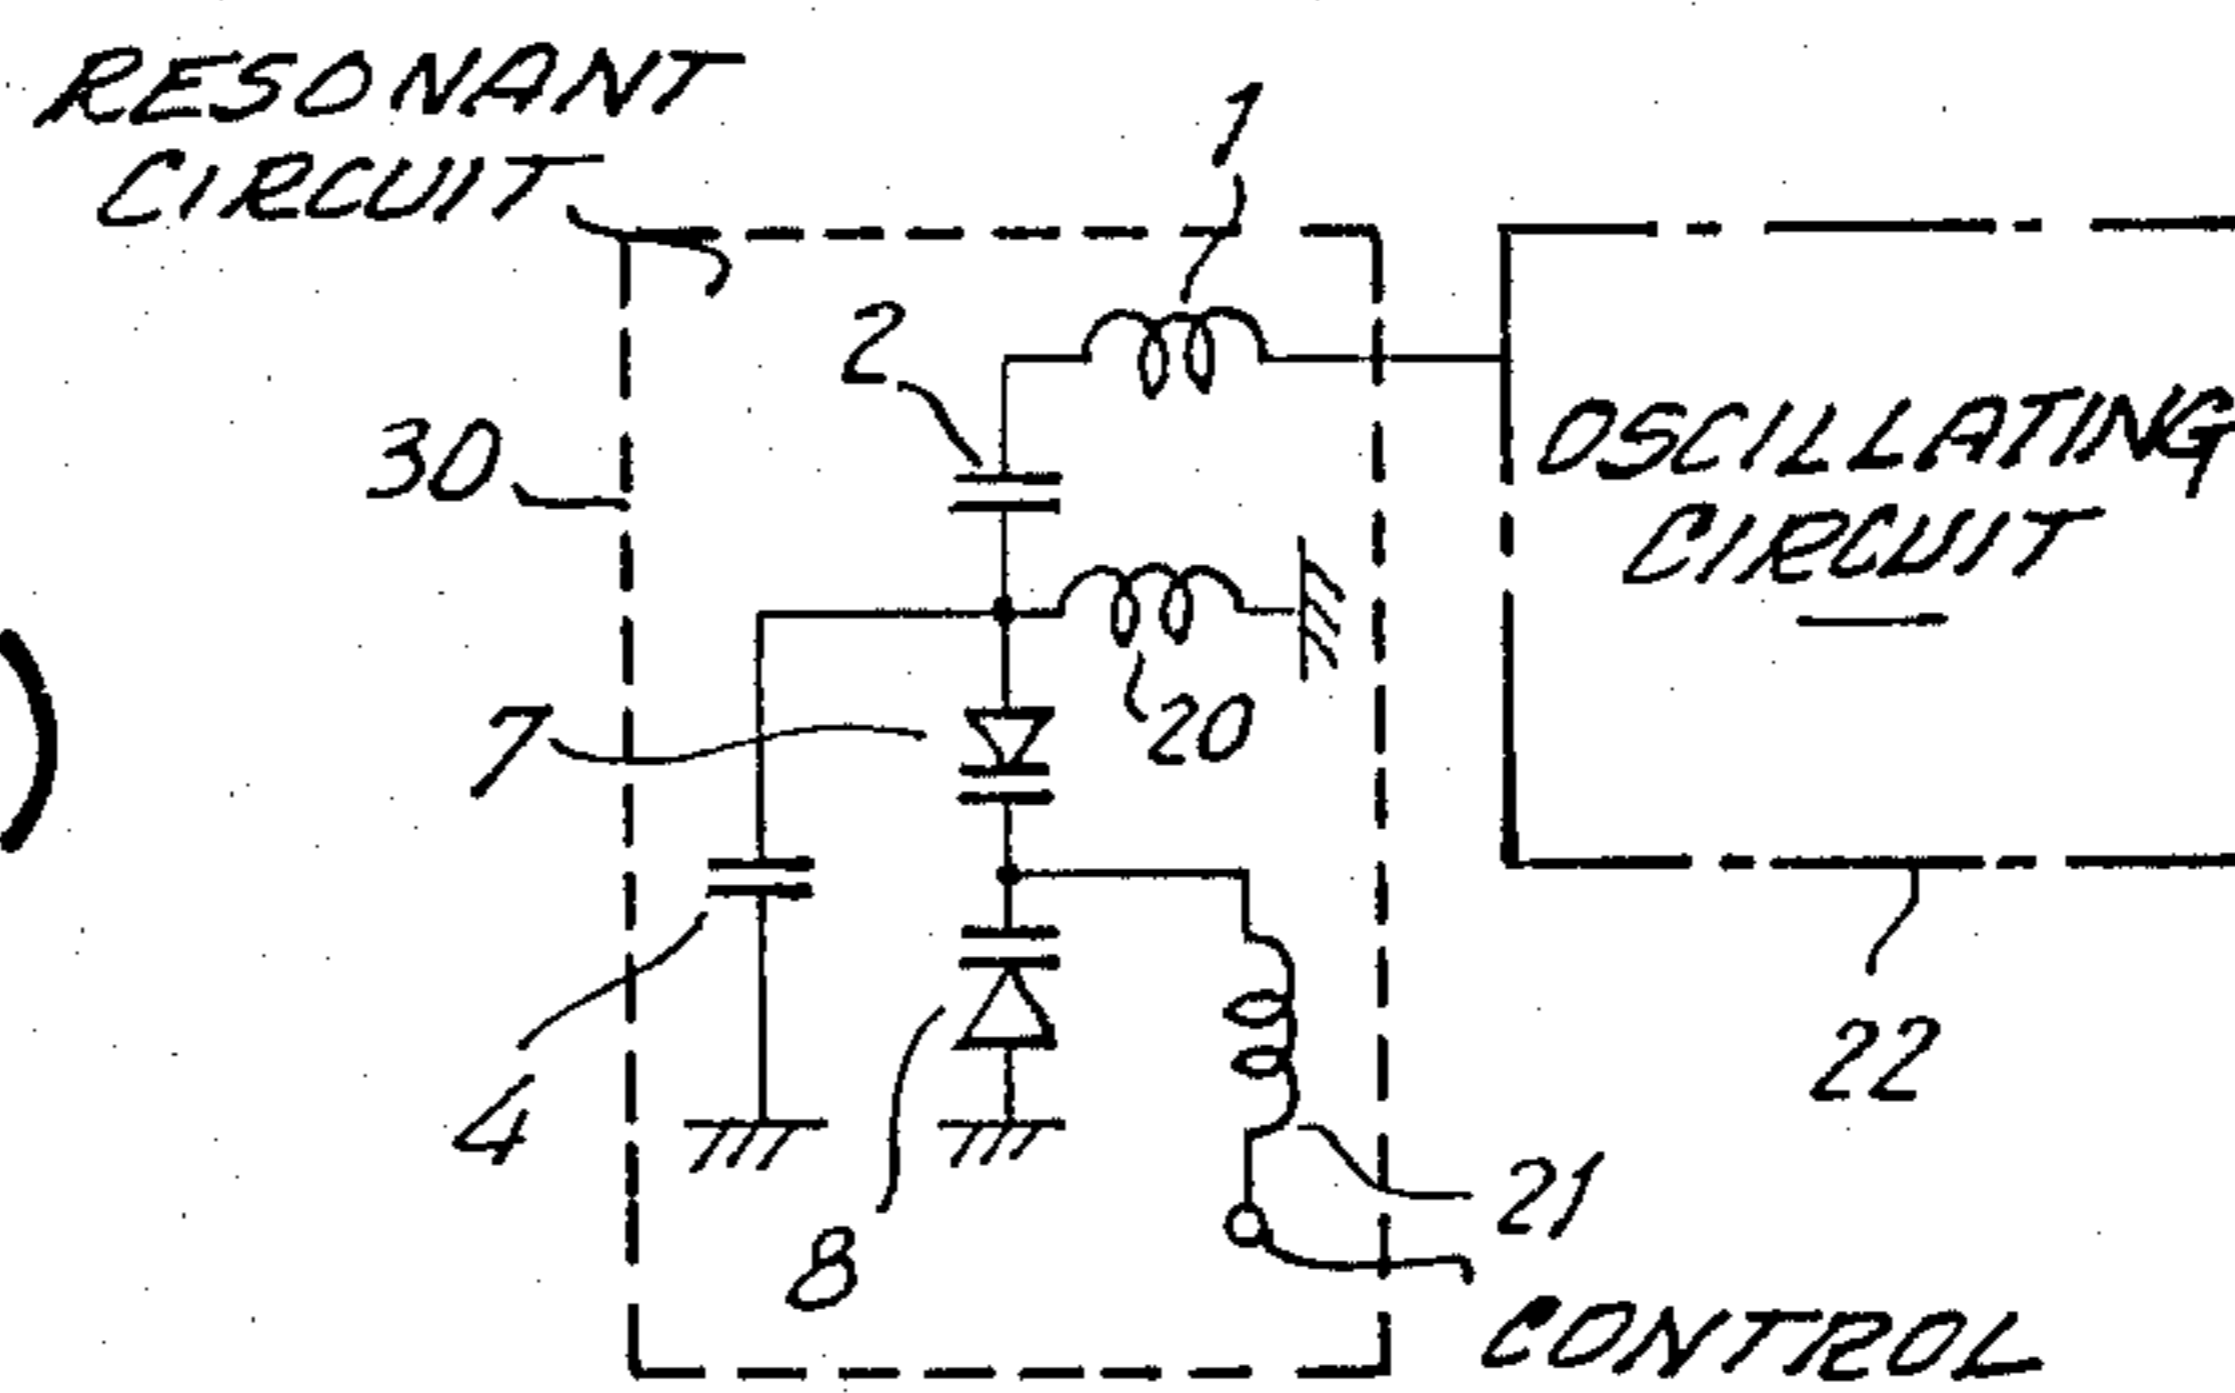 RESONANT
CIRCUIT
1
2
30
OSCILLATING
CIRCUIT
7
20
4
8
22
21
CONTROL